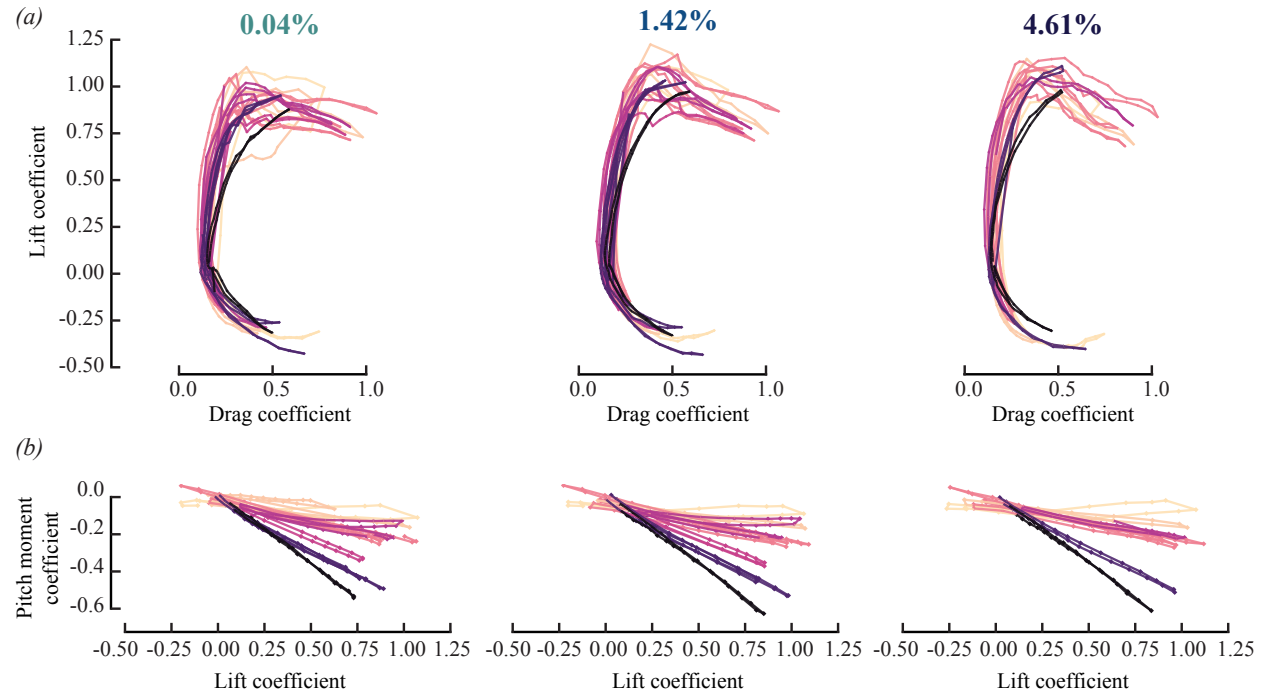 (a)
0.04% 1.42% 4.61%
1.25
1.00
0.75
0.50
0.25
0.00
-0.25
-0.50
Lift coefficient
0.0 0.5 1.0 0.0 0.5 1.0 0.0 0.5 1.0
Drag coefficient Drag coefficient Drag coefficient
(b)
0.0
-0.2
-0.4
-0.6
Pitch moment
coefficient
-0.50 -0.25 0.00 0.25 0.50 0.75 1.00 1.25 -0.50 -0.25 0.00 0.25 0.50 0.75 1.00 1.25 -0.50 -0.25 0.00 0.25 0.50 0.75 1.00 1.25
Lift coefficient Lift coefficient Lift coefficient